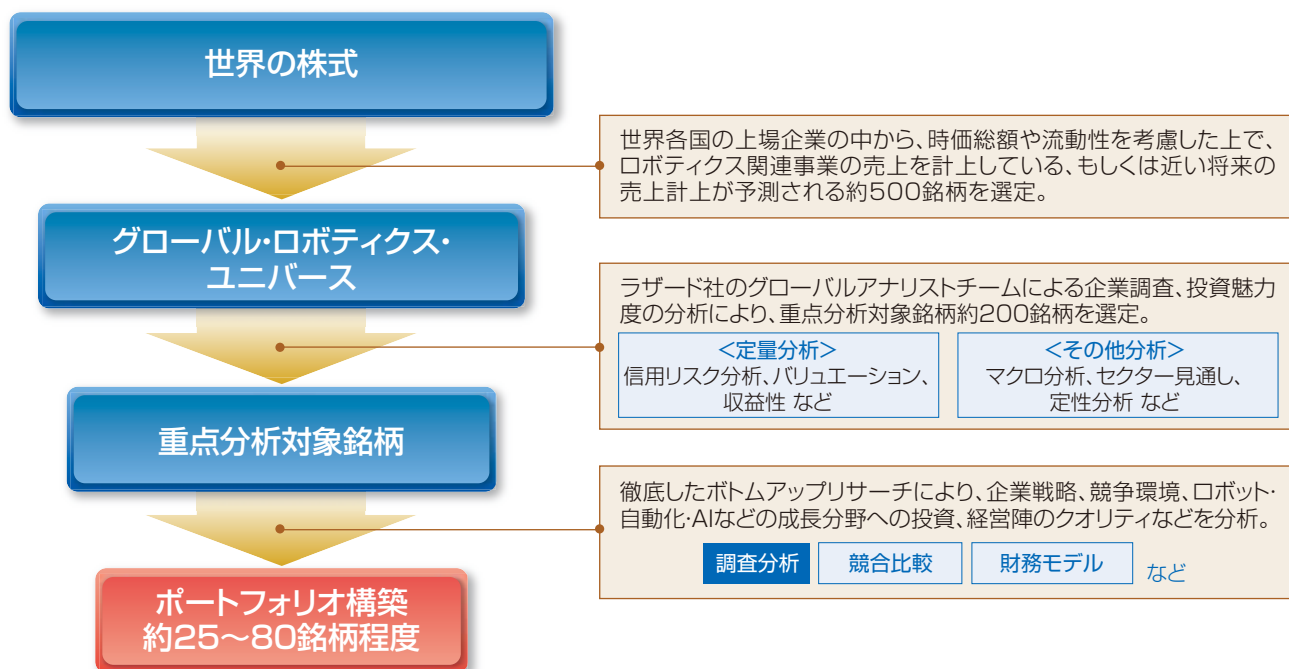 世界の株式
世界各国の上場企業の中から、時価総額や流動性を考慮した上で、
ロボティクス関連事業の売上を計上している、もしくは近い将来の
売上計上が予測される約500銘柄を選定。
グローバル・ロボティクス・
ユニバース
ラザード社のグローバルアナリストチームによる企業調査、投資魅力
度の分析により、重点分析対象銘柄約200銘柄を選定。
<定量分析>
信用リスク分析、バリュエーション、
収益性 など
<その他分析>
マクロ分析、セクター見通し、
定性分析 など
重点分析対象銘柄
徹底したボトムアップリサーチにより、企業戦略、競争環境、ロボット・
自動化・AIなどの成長分野への投資、経営陣のクオリティなどを分析。
調査分析
競合比較
財務モデル
など
ポートフォリオ構築
約25～80銘柄程度